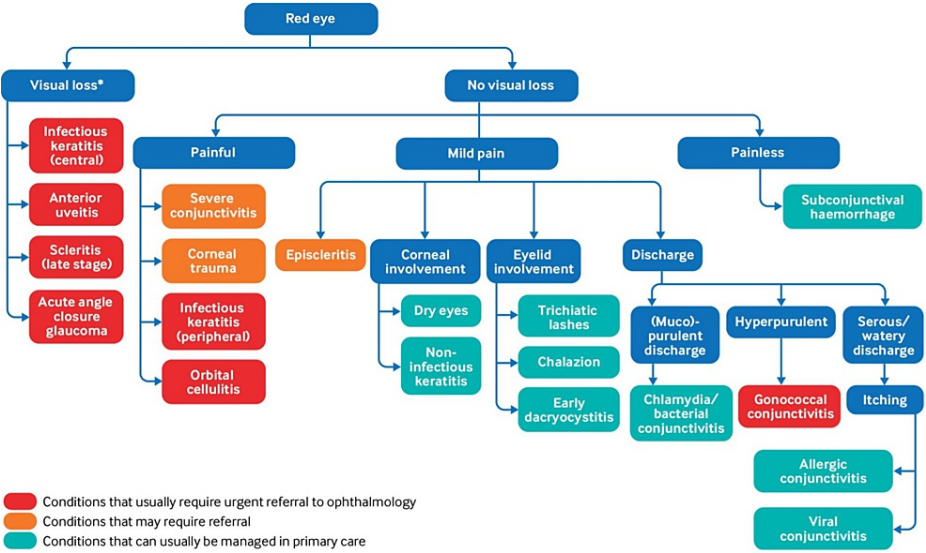 Red eye
Visual loss*
No visual loss
Infectious
keratitis
(central)
Anterior
uveitis
Scleritis
(late stage)
Acute angle
closure
glaucoma
Painful
Mild pain
Painless
Severe
conjunctivitis
Corneal
trauma
Infectious
keratitis
(peripheral)
Orbital
cellulitis
Subconjunctival
haemorrhage
Episcleritis
Corneal
involvement
Eyelid
involvement
Discharge
Dry eyes
Non-
infectious
keratitis
Trichiatic
lashes
Chalazion
Early
dacryocystitis
(Muco)-
purulent
discharge
Hyperpurulent
Serous/
watery
discharge
Chlamydia/
bacterial
conjunctivitis
Gonococcal
conjunctivitis
Itching
Allergic
conjunctivitis
Viral
conjunctivitis
Conditions that usually require urgent referral to ophthalmology
Conditions that may require referral
Conditions that can usually be managed in primary care